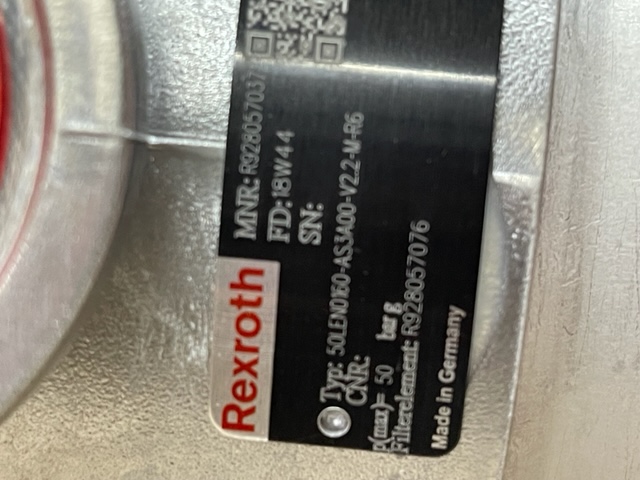 Rexroth
MNR: R928057037
FD: 18W44
SN:
Typ: 50LEN0160-AS3A00-V2.2-M-R6
CNR:
p(max)= 50 bar g
Filterelement: R928057076
Made in Germany